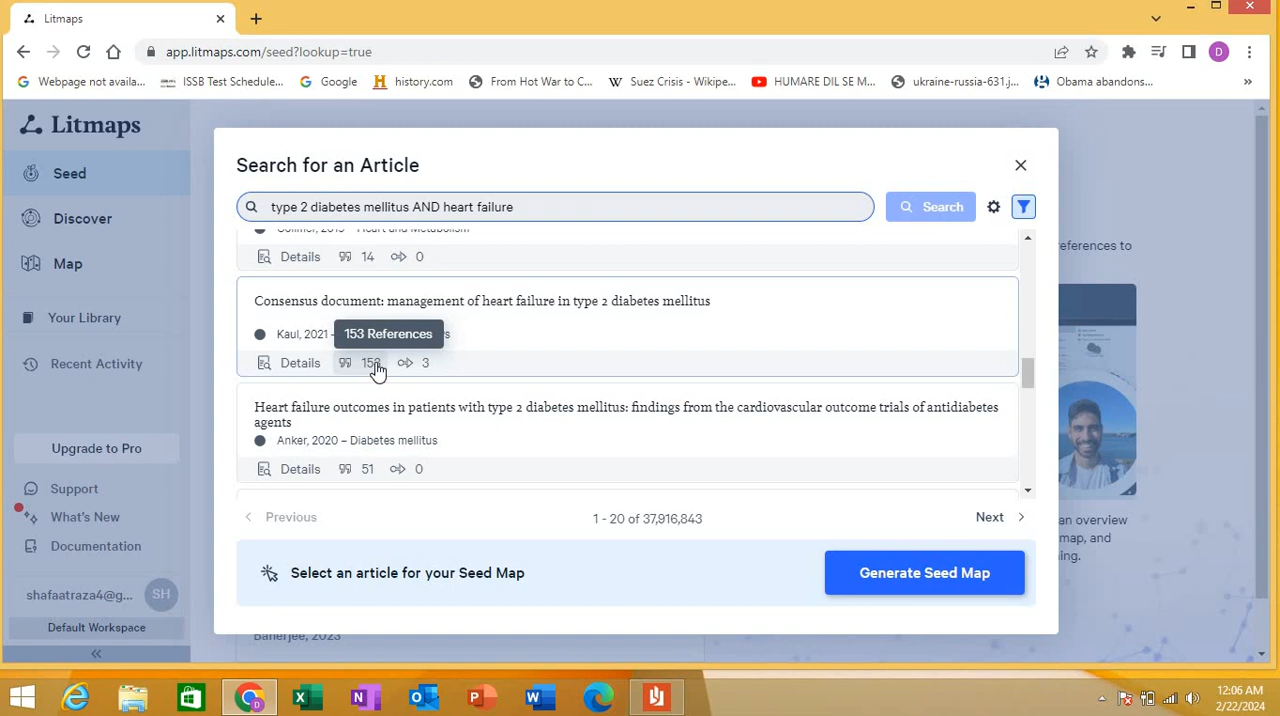 Litmaps
app.litmaps.com/seed?lookup=true
Webpage not availa...
ISSB Test Schedule...
Google
history.com
From Hot War to C...
Suez Crisis - Wikipe...
HUMARE DIL SE M...
ukraine-russia-631.j...
Obama abandons...
»
Litmaps
Seed
Discover
Map
Your Library
Recent Activity
Upgrade to Pro
Support
What's New
Documentation
shafaatraza4@g...
SH
Default Workspace
Search for an Article
type 2 diabetes mellitus AND heart failure
Search
2019 – Heart and Metabolism
Details 14 0
Consensus document: management of heart failure in type 2 diabetes mellitus
Kaul, 2021 -
153 References
Details 153 3
Heart failure outcomes in patients with type 2 diabetes mellitus: findings from the cardiovascular outcome trials of antidiabetes
agents
Anker, 2020 – Diabetes mellitus
Details 51 0
Previous
1 - 20 of 37,916,843
Next
Select an article for your Seed Map
Generate Seed Map
references to
an overview
map, and
Banerjee, 2023
D
D
12:06 AM
2/22/2024